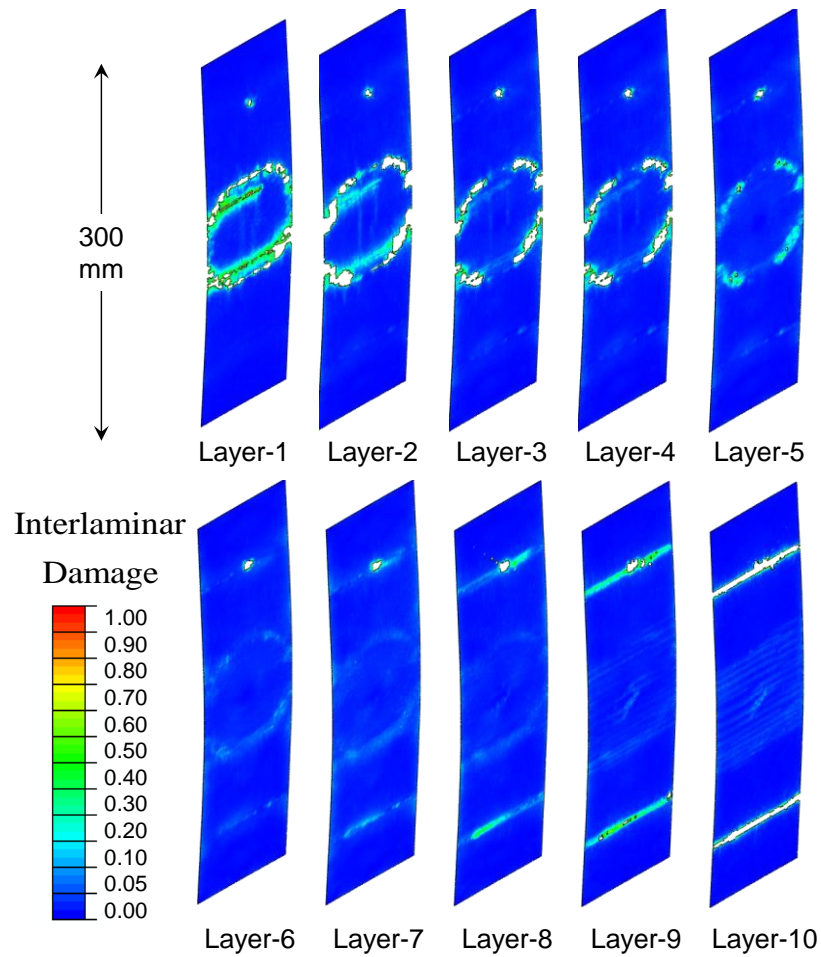 300
mm
Layer-1
Layer-2
Layer-3
Layer-4
Layer-5
Interlaminar
Damage
1.00
0.90
0.80
0.70
0.60
0.50
0.40
0.30
0.20
0.10
0.05
0.00
Layer-6
Layer-7
Layer-8
Layer-9
Layer-10